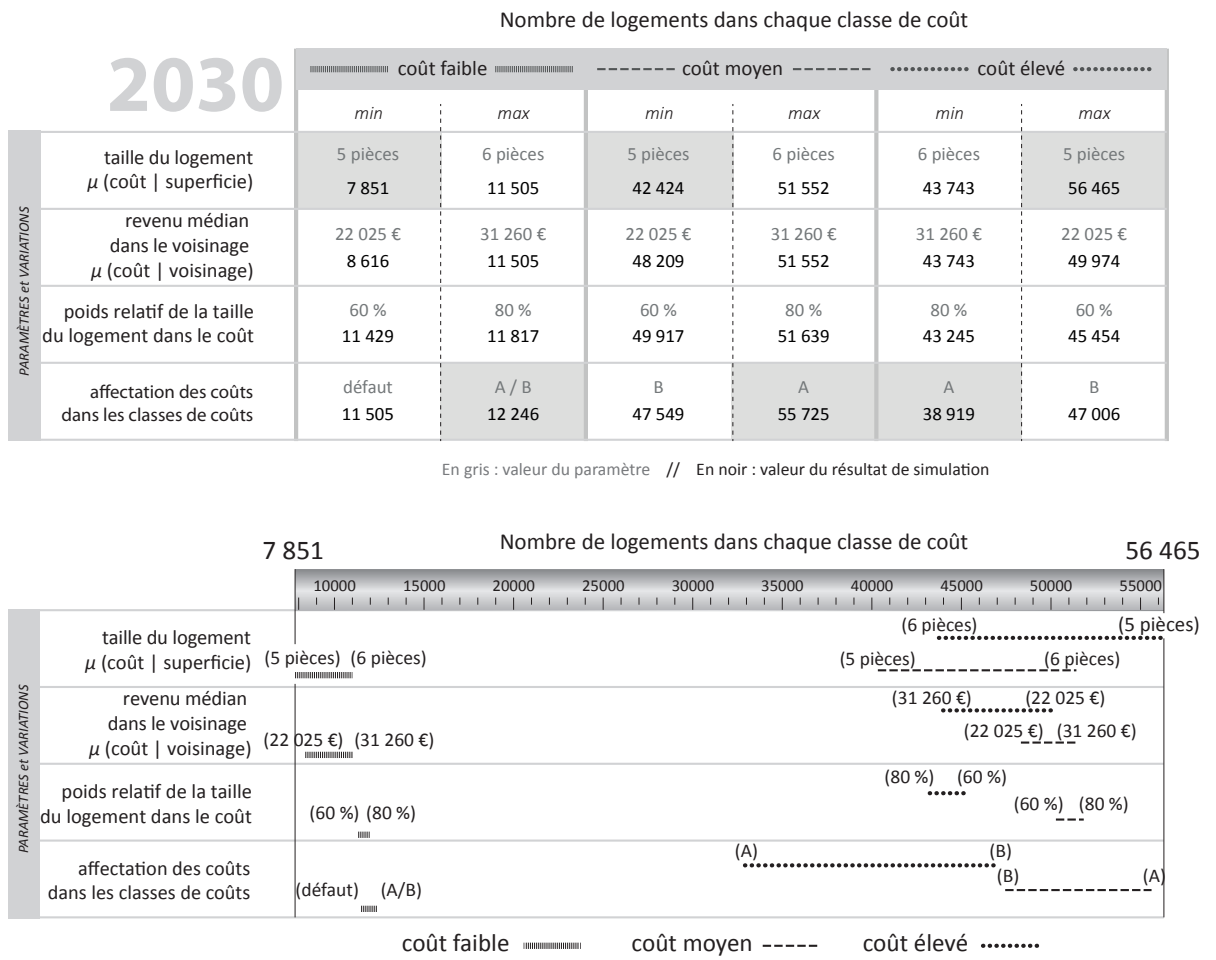 Nombre de logements dans chaque classe de coût
2030
coût faible coût moyen coût élevé
min max min max min max
PARAMÈTRES et VARIATIONS
taille du logement
µ (coût | superficie)
5 pièces 6 pièces 5 pièces 6 pièces 6 pièces 5 pièces
7 851 11 505 42 424 51 552 43 743 56 465
revenu médian
dans le voisinage
µ (coût | voisinage)
22 025 € 31 260 € 22 025 € 31 260 € 31 260 € 22 025 €
8 616 11 505 48 209 51 552 43 743 49 974
poids relatif de la taille
du logement dans le coût
60 % 80 % 60 % 80 % 80 % 60 %
11 429 11 817 49 917 51 639 43 245 45 454
affectation des coûts
dans les classes de coûts
défaut A / B B A A B
11 505 12 246 47 549 55 725 38 919 47 006
En gris : valeur du paramètre // En noir : valeur du résultat de simulation
7 851 Nombre de logements dans chaque classe de coût 56 465
10000 15000 20000 25000 30000 35000 40000 45000 50000 55000
PARAMÈTRES et VARIATIONS
taille du logement
µ (coût | superficie)
(6 pièces) (5 pièces)
(5 pièces) (6 pièces) (5 pièces) (6 pièces)
revenu médian
dans le voisinage
µ (coût | voisinage)
(31 260 €) (22 025 €)
(22 025 €) (31 260 €)
(22 025 €) (31 260 €)
poids relatif de la taille
du logement dans le coût
(80 %) (60 %)
(60 %) (80 %)
(60 %) (80 %)
affectation des coûts
dans les classes de coûts
(A) (B)
(B) (A)
(défaut) (A/B)
coût faible coût moyen coût élevé